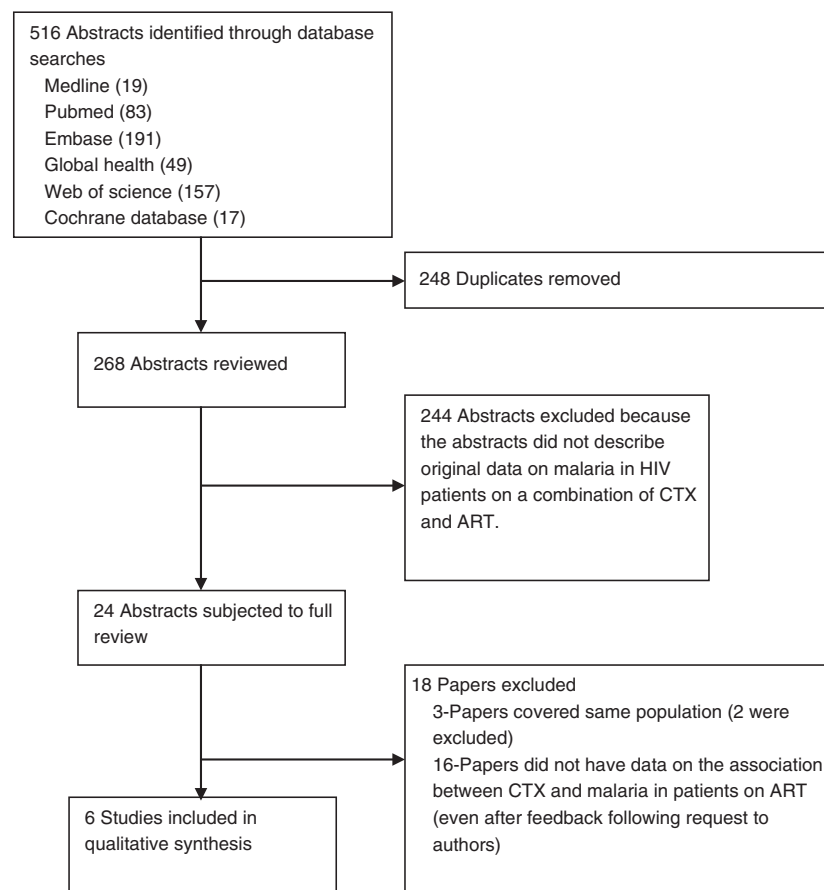 516 Abstracts identified through database
searches
Medline (19)
Pubmed (83)
Embase (191)
Global health (49)
Web of science (157)
Cochrane database (17)
248 Duplicates removed
268 Abstracts reviewed
244 Abstracts excluded because
the abstracts did not describe
original data on malaria in HIV
patients on a combination of CTX
and ART.
24 Abstracts subjected to full
review
18 Papers excluded
3-Papers covered same population (2 were
excluded)
16-Papers did not have data on the association
between CTX and malaria in patients on ART
(even after feedback following request to
authors)
6 Studies included in
qualitative synthesis